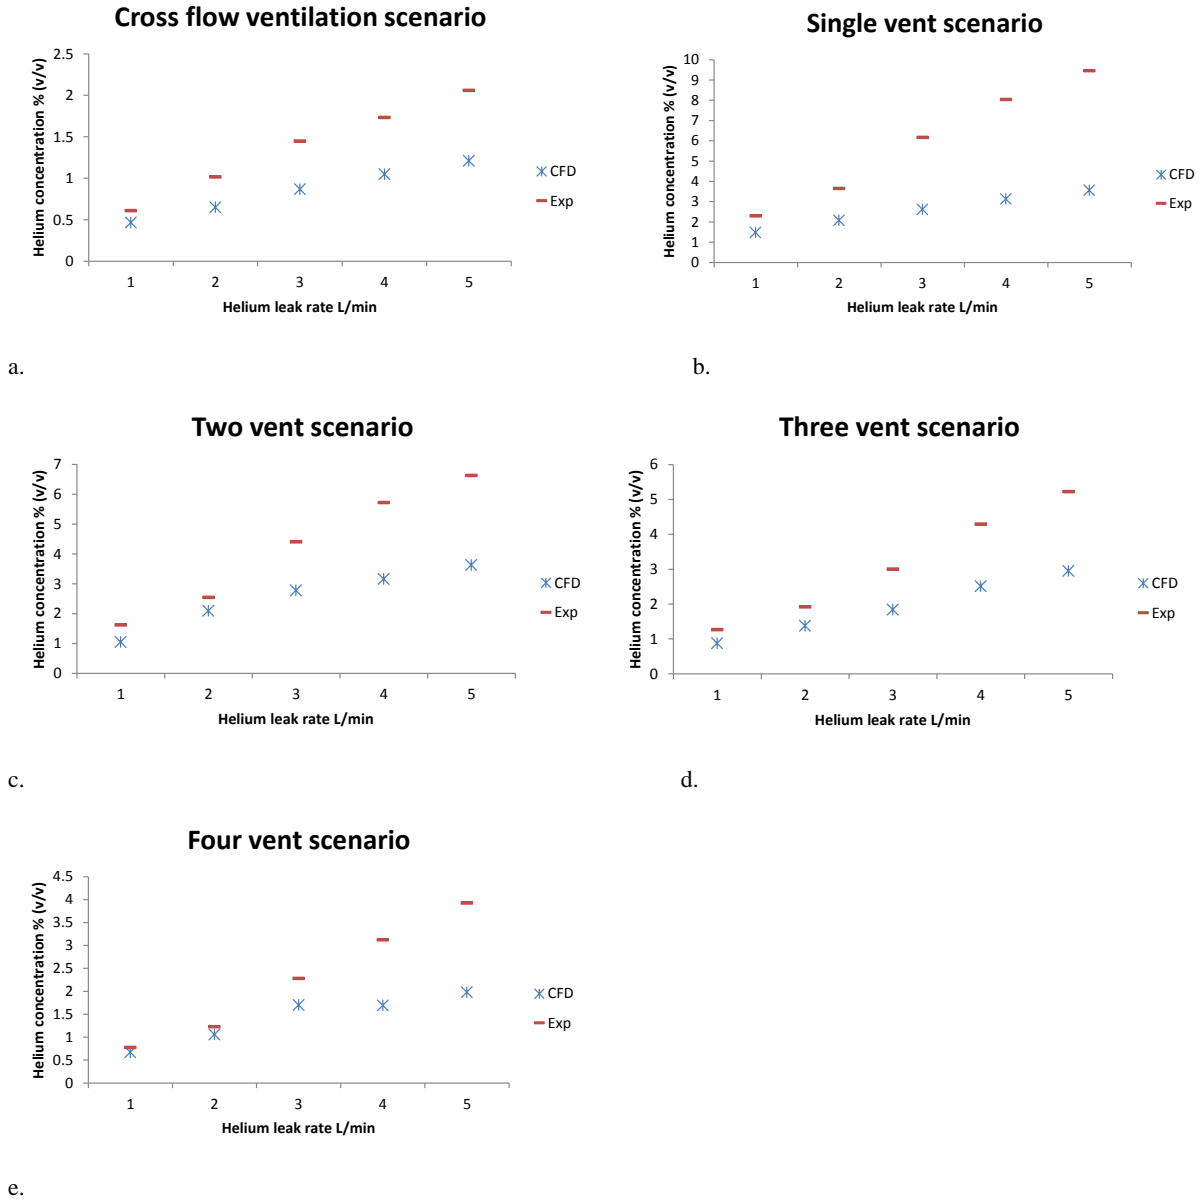 Cross flow ventilation scenario
Helium concentration % (v/v)
2.5
2
1.5
1
0.5
0
1 2 3 4 5
Helium leak rate L/min
CFD
Exp
a.
Single vent scenario
Helium concentration % (v/v)
10
9
8
7
6
5
4
3
2
1
0
1 2 3 4 5
Helium leak rate L/min
CFD
Exp
b.
Two vent scenario
Helium concentration % (v/v)
7
6
5
4
3
2
1
0
1 2 3 4 5
Helium leak rate L/min
CFD
Exp
c.
Three vent scenario
Helium concentration % (v/v)
6
5
4
3
2
1
0
1 2 3 4 5
Helium leak rate L/min
CFD
Exp
d.
Four vent scenario
Helium concentration % (v/v)
4.5
4
3.5
3
2.5
2
1.5
1
0.5
0
1 2 3 4 5
Helium leak rate L/min
CFD
Exp
e.